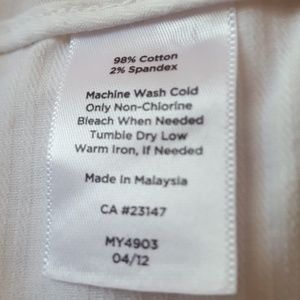 98% Cotton
2% Spandex
Machine Wash Cold
Only Non-Chlorine
Bleach When Needed
Tumble Dry Low
Warm Iron, If Needed
Made In Malaysia
CA #23147
MY4903
04/12